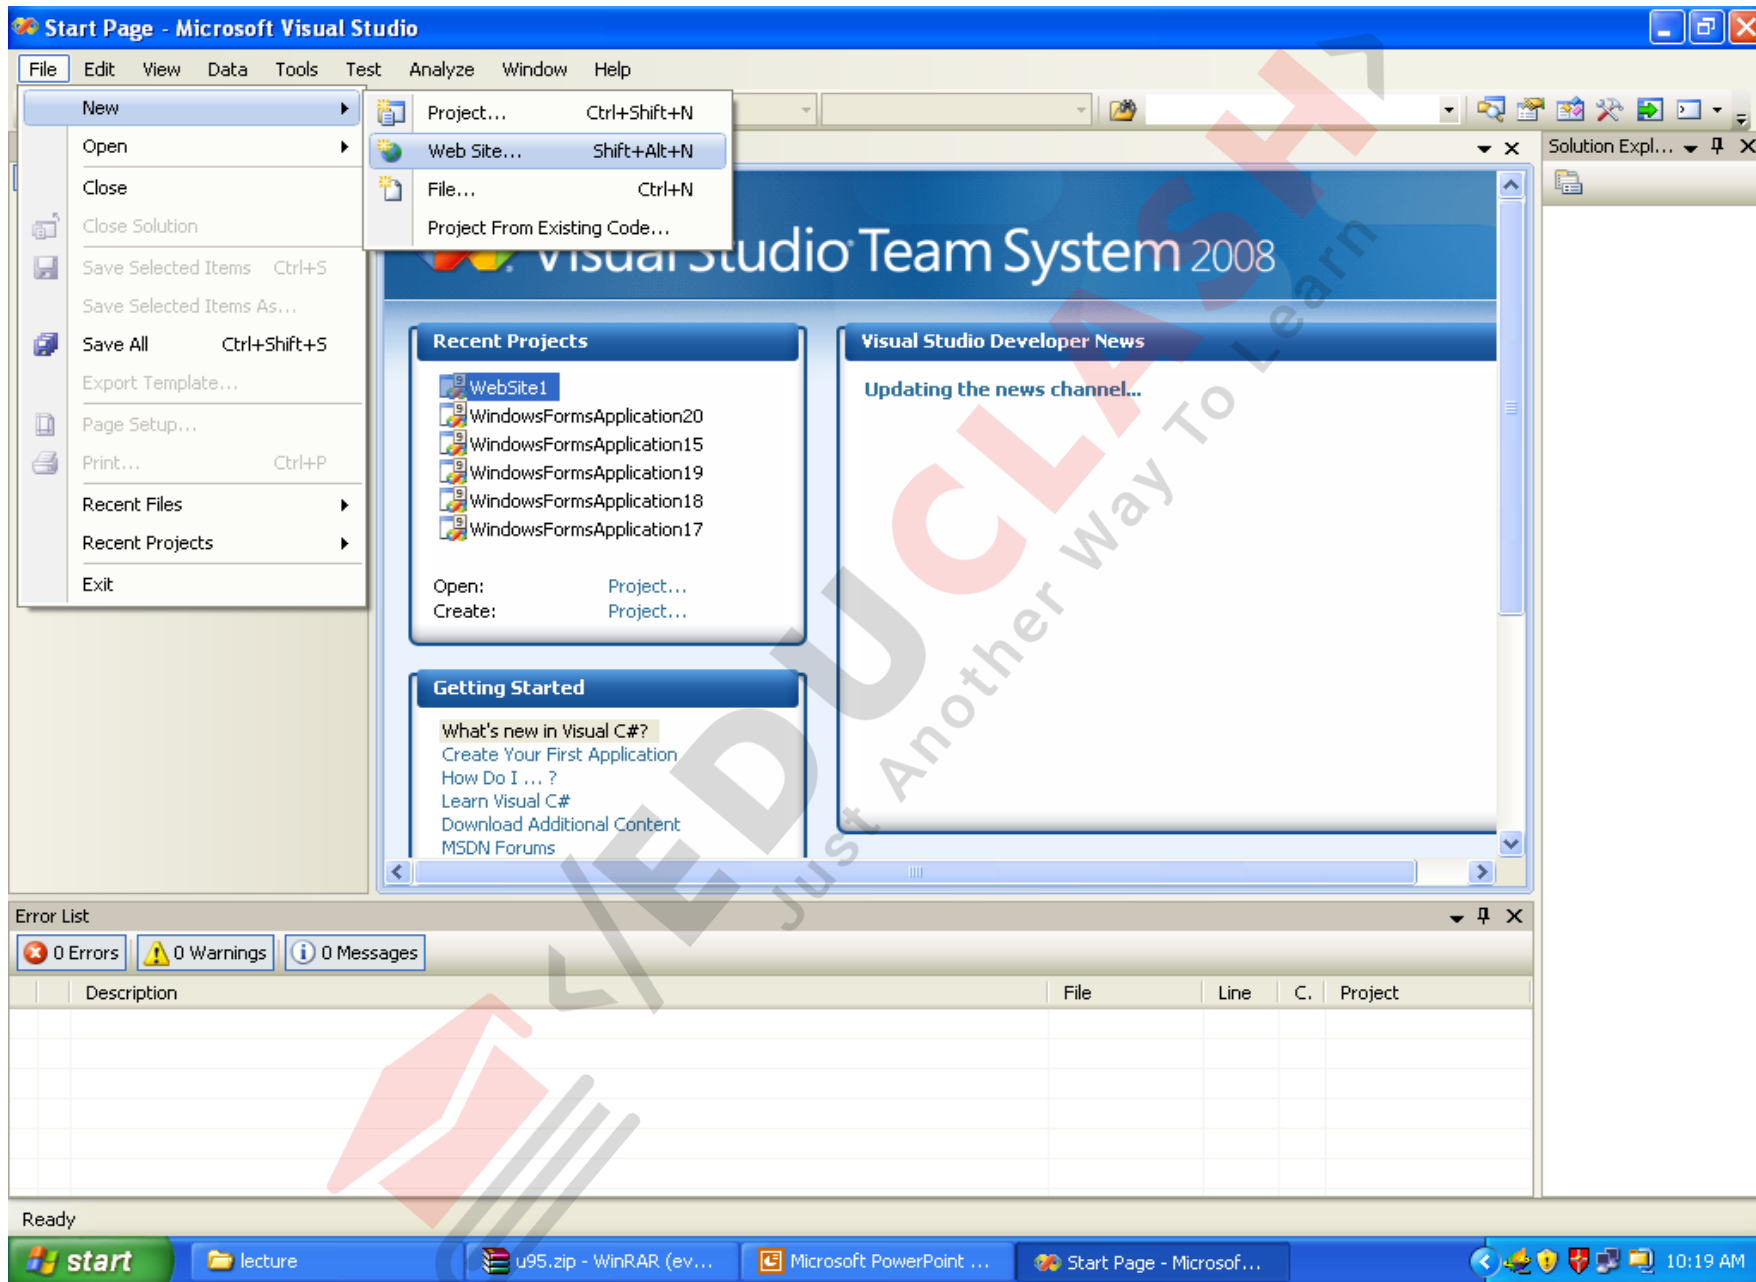 Start Page - Microsoft Visual Studio
File Edit View Data Tools Test Analyze Window Help
New
Open
Close
Close Solution
Save Selected Items Ctrl+S
Save Selected Items As...
Save All Ctrl+Shift+S
Export Template...
Page Setup...
Print... Ctrl+P
Recent Files
Recent Projects
Exit
Project... Ctrl+Shift+N
Web Site... Shift+Alt+N
File... Ctrl+N
Project From Existing Code...
Solution Expl...
Visual Studio Team System 2008
Recent Projects
WebSite1
WindowsFormsApplication20
WindowsFormsApplication15
WindowsFormsApplication19
WindowsFormsApplication18
WindowsFormsApplication17
Open: Project...
Create: Project...
Getting Started
What's new in Visual C#?
Create Your First Application
How Do I ... ?
Learn Visual C#
Download Additional Content
MSDN Forums
Visual Studio Developer News
Updating the news channel...
</EDUCLASH>
Just Another Way To Learn
Error List
0 Errors 0 Warnings 0 Messages
Description File Line C. Project
Ready
start lecture u95.zip - WinRAR (ev... Microsoft PowerPoint ... Start Page - Microsof... 10:19 AM